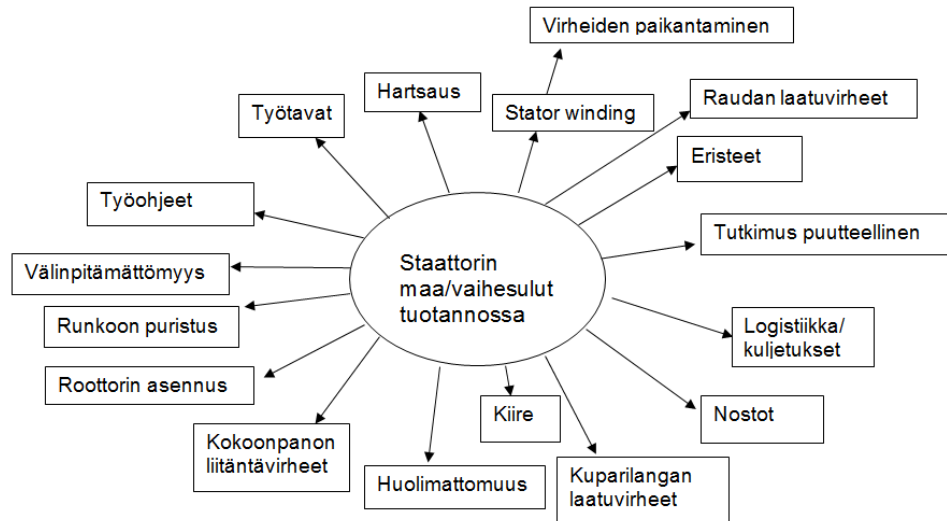 Virheiden paikantaminen
Hartsaus
Stator winding
Raudan laatuvirheet
Työtavat
Eristeet
Työohjeet
Tutkimus puutteellinen
Välinpitämättömyys
Staattorin
maa/vaihesulut
tuotannossa
Runkoon puristus
Logistiikka/
kuljetukset
Roottorin asennus
Kiire
Nostot
Kokoonpanon
liitäntävirheet
Huolimattomuus
Kuparilangan
laatuvirheet